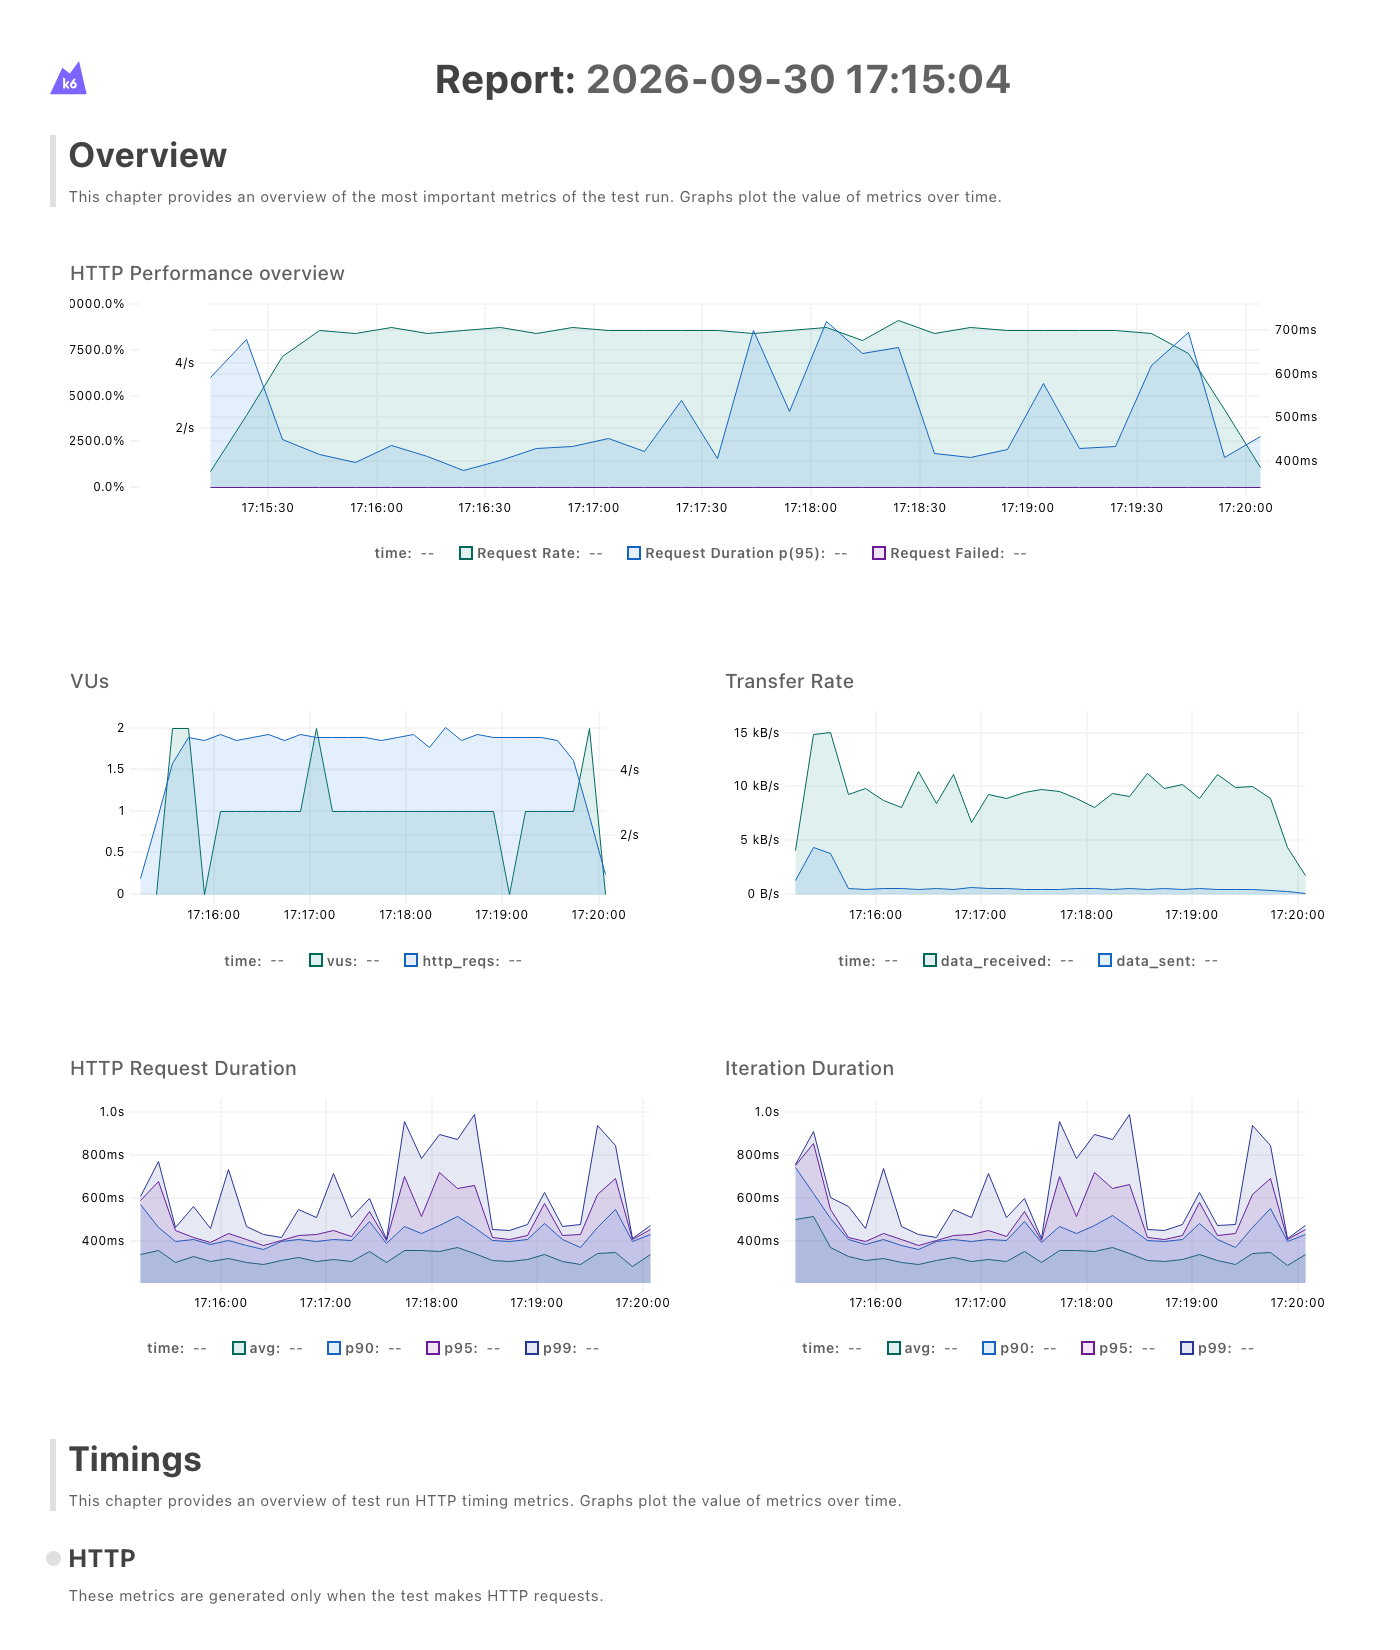 k6
Report: 2026-09-30 17:15:04
Overview
This chapter provides an overview of the most important metrics of the test run. Graphs plot the value of metrics over time.
HTTP Performance overview
0000.0%
7500.0%
5000.0%
2500.0%
0.0%
4/s
2/s
700ms
600ms
500ms
400ms
17:15:30 17:16:00 17:16:30 17:17:00 17:17:30 17:18:00 17:18:30 17:19:00 17:19:30 17:20:00
time: -- Request Rate: -- Request Duration p(95): -- Request Failed: --
VUs
2
1.5
1
0.5
0
4/s
2/s
17:16:00 17:17:00 17:18:00 17:19:00 17:20:00
time: -- vus: -- http_reqs: --
Transfer Rate
15 kB/s
10 kB/s
5 kB/s
0 B/s
17:16:00 17:17:00 17:18:00 17:19:00 17:20:00
time: -- data_received: -- data_sent: --
HTTP Request Duration
1.0s
800ms
600ms
400ms
17:16:00 17:17:00 17:18:00 17:19:00 17:20:00
time: -- avg: -- p90: -- p95: -- p99: --
Iteration Duration
1.0s
800ms
600ms
400ms
17:16:00 17:17:00 17:18:00 17:19:00 17:20:00
time: -- avg: -- p90: -- p95: -- p99: --
Timings
This chapter provides an overview of test run HTTP timing metrics. Graphs plot the value of metrics over time.
HTTP
These metrics are generated only when the test makes HTTP requests.